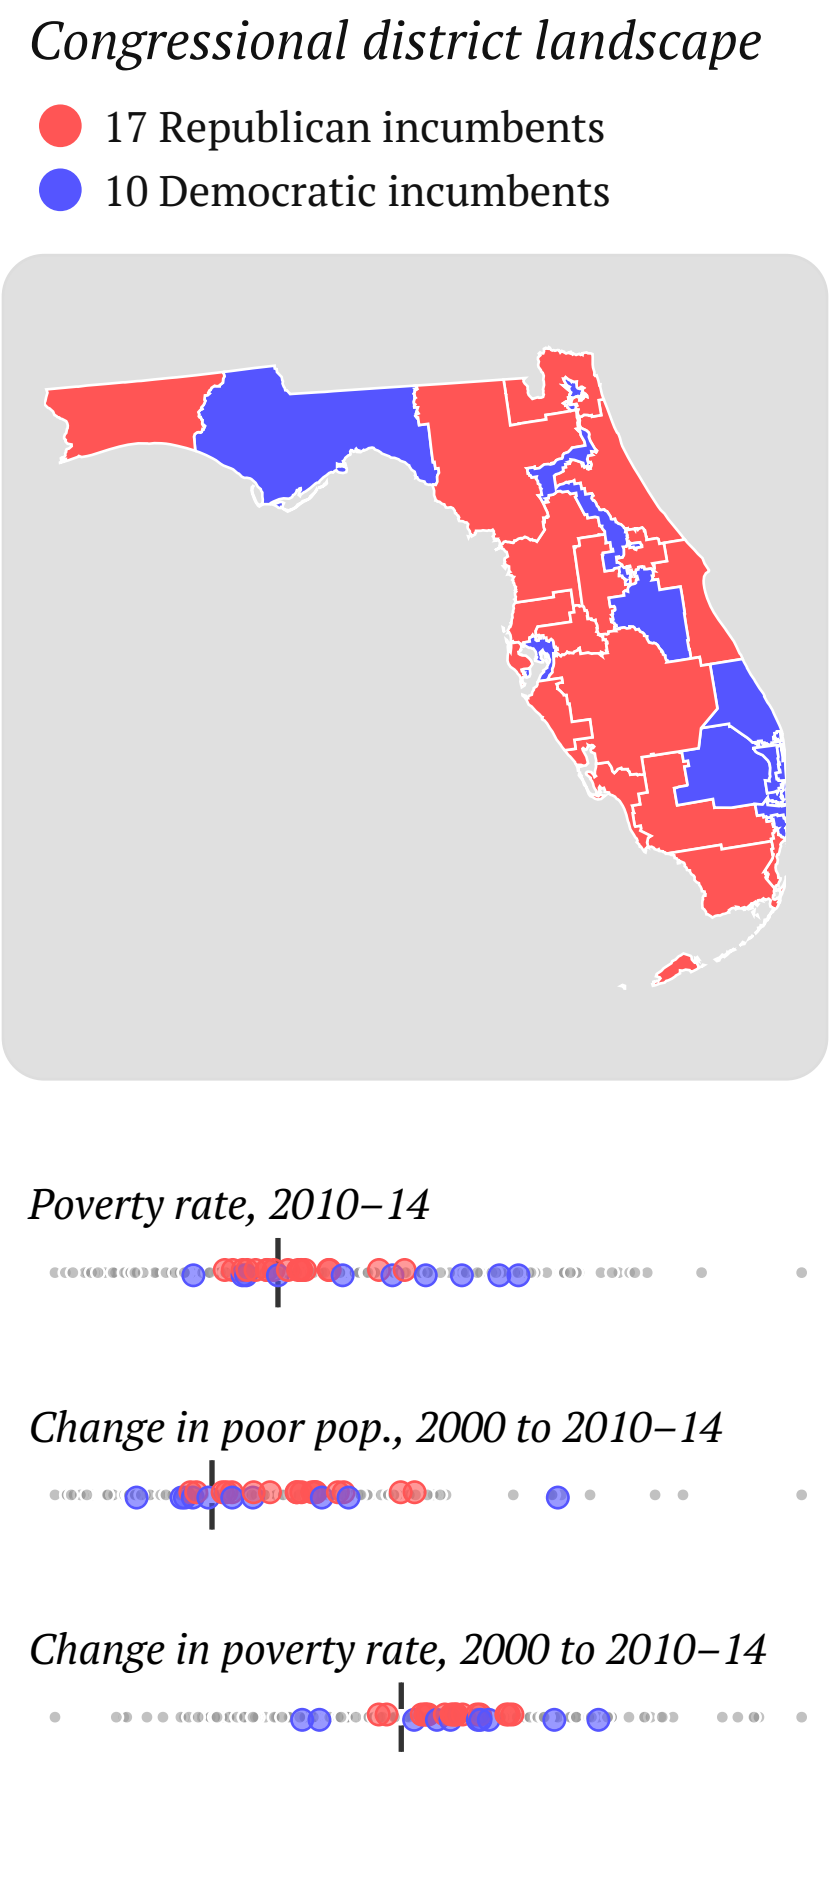 Congressional district landscape
17 Republican incumbents
10 Democratic incumbents
Poverty rate, 2010–14
Change in poor pop., 2000 to 2010–14
Change in poverty rate, 2000 to 2010–14